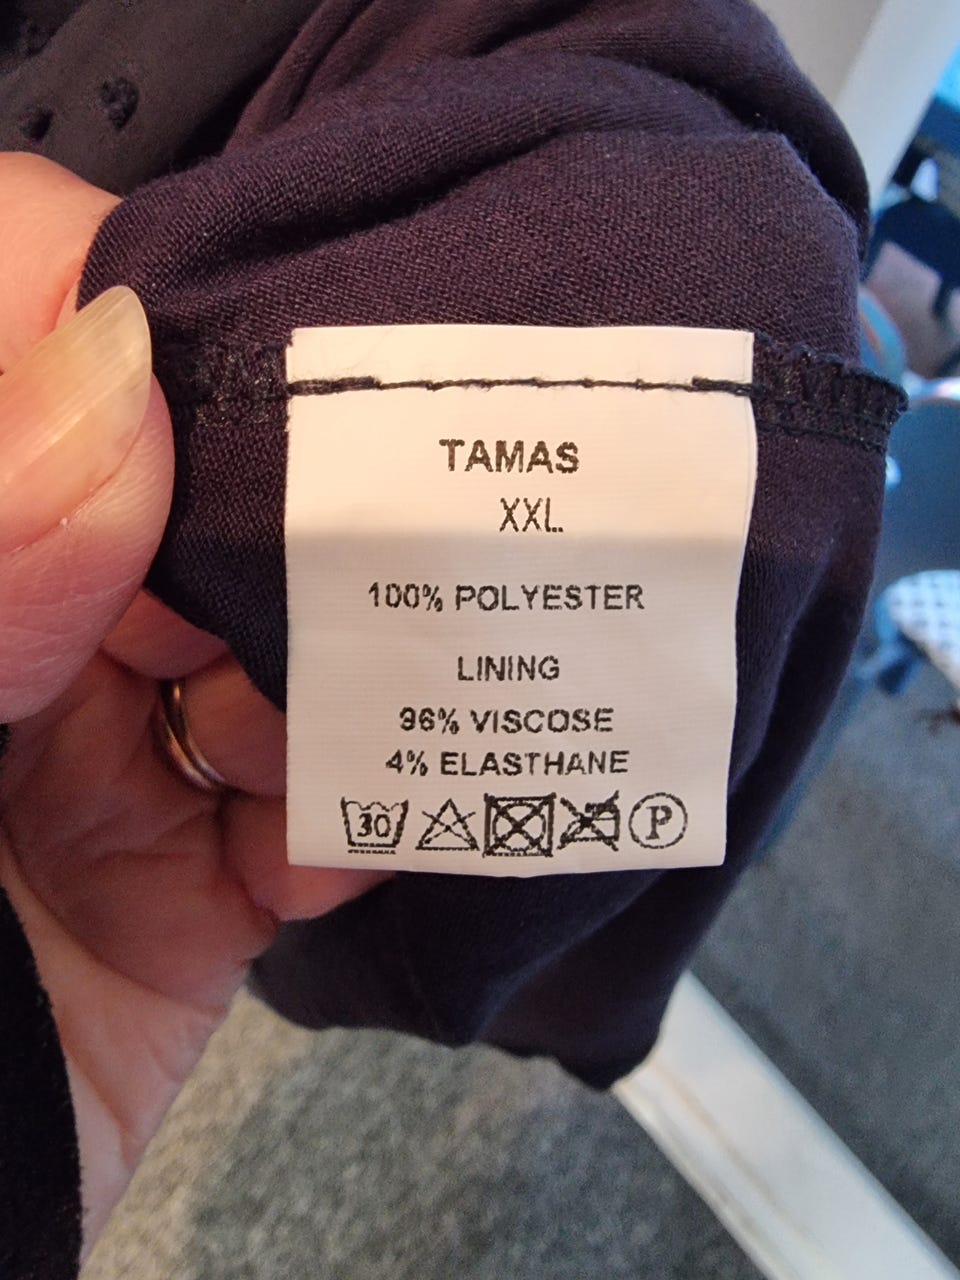 TAMAS
XXL
100% POLYESTER
LINING
96% VISCOSE
4% ELASTHANE
30 P